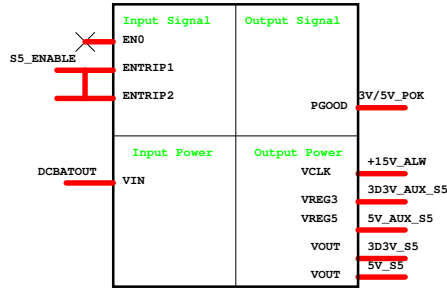 Input Signal
Output Signal
EN0
S5_ENABLE
ENTRIP1
ENTRIP2
3V/5V_POK
PGOOD
Input Power
Output Power
+15V_ALW
VCLK
DCBATOUT
VIN
3D3V_AUX_S5
VREG3
5V_AUX_S5
VREG5
3D3V_S5
VOUT
5V_S5
VOUT